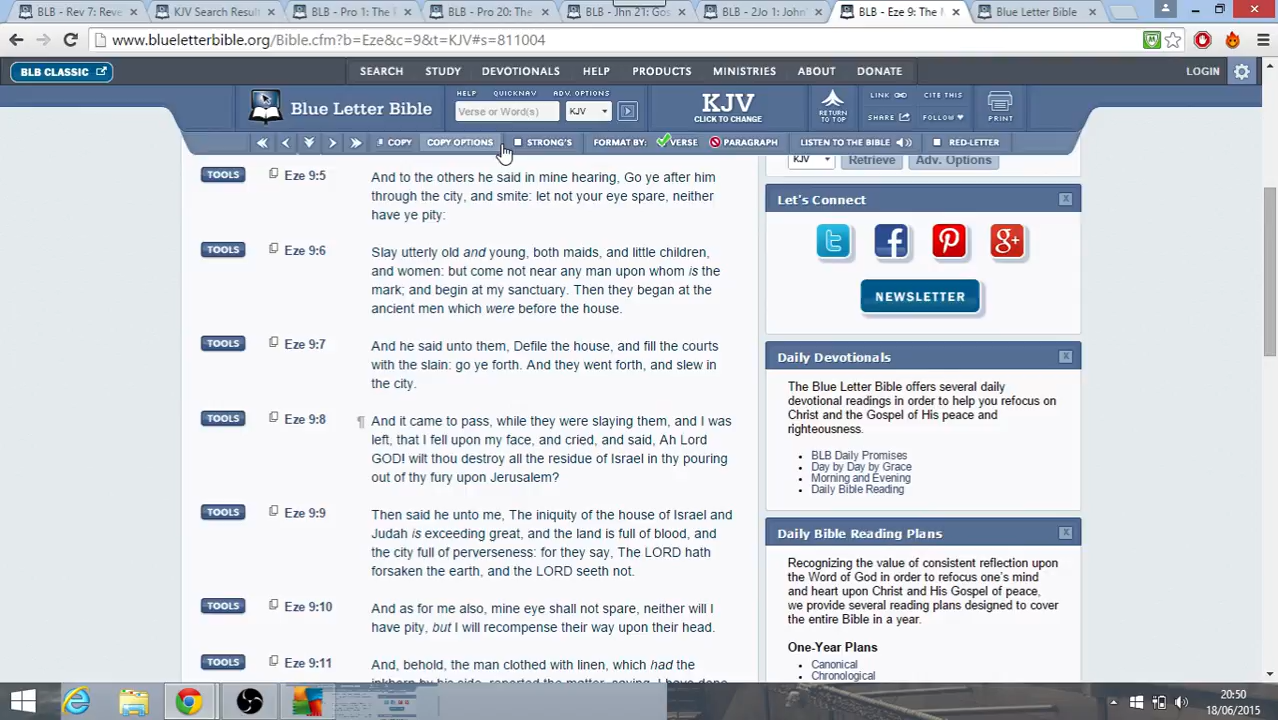 BLB - Rev 7: Rev
KJV Search Result
BLB - Pro 1: The
BLB - Pro 20: The
BLB - Jhn 21: Gos
BLB - 2Jo 1: John
BLB - Eze 9: The
Blue Letter Bible
www.blueletterbible.org/Bible.cfm?b=Eze&c=9&t=KJV#s=811004
BLB CLASSIC
SEARCH STUDY DEVOTIONALS HELP PRODUCTS MINISTRIES ABOUT DONATE LOGIN
Blue Letter Bible
HELP QUICKNAV ADV. OPTIONS
Verse or Word(s)
KJV
KJV
CLICK TO CHANGE
RETURN
TO TOP
LINK CITE THIS
SHARE FOLLOW
PRINT
COPY COPY OPTIONS STRONG'S FORMAT BY: VERSE PARAGRAPH LISTEN TO THE BIBLE RED-LETTER
TOOLS Eze 9:5 And to the others he said in mine hearing, Go ye after him
through the city, and smite: let not your eye spare, neither
have ye pity:
TOOLS Eze 9:6 Slay utterly old and young, both maids, and little children,
and women: but come not near any man upon whom is the
mark; and begin at my sanctuary. Then they began at the
ancient men which were before the house.
TOOLS Eze 9:7 And he said unto them, Defile the house, and fill the courts
with the slain: go ye forth. And they went forth, and slew in
the city.
TOOLS Eze 9:8 ¶ And it came to pass, while they were slaying them, and I was
left, that I fell upon my face, and cried, and said, Ah Lord
GOD! wilt thou destroy all the residue of Israel in thy pouring
out of thy fury upon Jerusalem?
TOOLS Eze 9:9 Then said he unto me, The iniquity of the house of Israel and
Judah is exceeding great, and the land is full of blood, and
the city full of perverseness: for they say, The LORD hath
forsaken the earth, and the LORD seeth not.
TOOLS Eze 9:10 And as for me also, mine eye shall not spare, neither will I
have pity, but I will recompense their way upon their head.
TOOLS Eze 9:11 And, behold, the man clothed with linen, which had the
inkhorn by his side, reported the matter, saying, I have done
KJV Retrieve Adv. Options
Let's Connect
NEWSLETTER
Daily Devotionals
The Blue Letter Bible offers several daily
devotional readings in order to help you refocus on
Christ and the Gospel of His peace and
righteousness.
BLB Daily Promises
Day by Day by Grace
Morning and Evening
Daily Bible Reading
Daily Bible Reading Plans
Recognizing the value of consistent reflection upon
the Word of God in order to refocus one's mind
and heart upon Christ and His Gospel of peace,
we provide several reading plans designed to cover
the entire Bible in a year.
One-Year Plans
Canonical
Chronological
20:50
18/06/2015